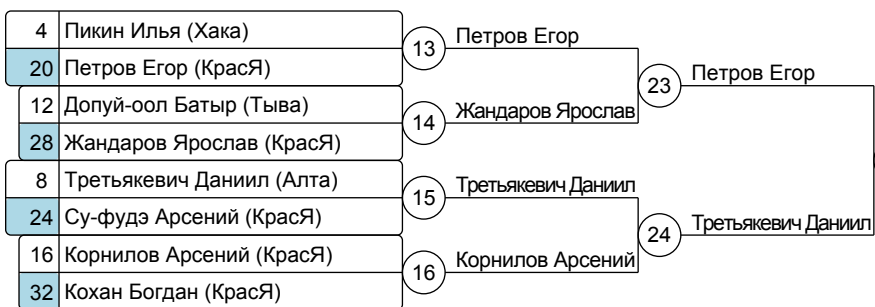 4 Пикин Илья (Хака)
20 Петров Егор (КрасЯ)
13 Петров Егор
12 Допуй-оол Батыр (Тыва)
28 Жандаров Ярослав (КрасЯ)
14 Жандаров Ярослав
23 Петров Егор
8 Третьякевич Даниил (Алта)
24 Су-фудэ Арсений (КрасЯ)
15 Третьякевич Даниил
16 Корнилов Арсений (КрасЯ)
32 Кохан Богдан (КрасЯ)
16 Корнилов Арсений
24 Третьякевич Даниил